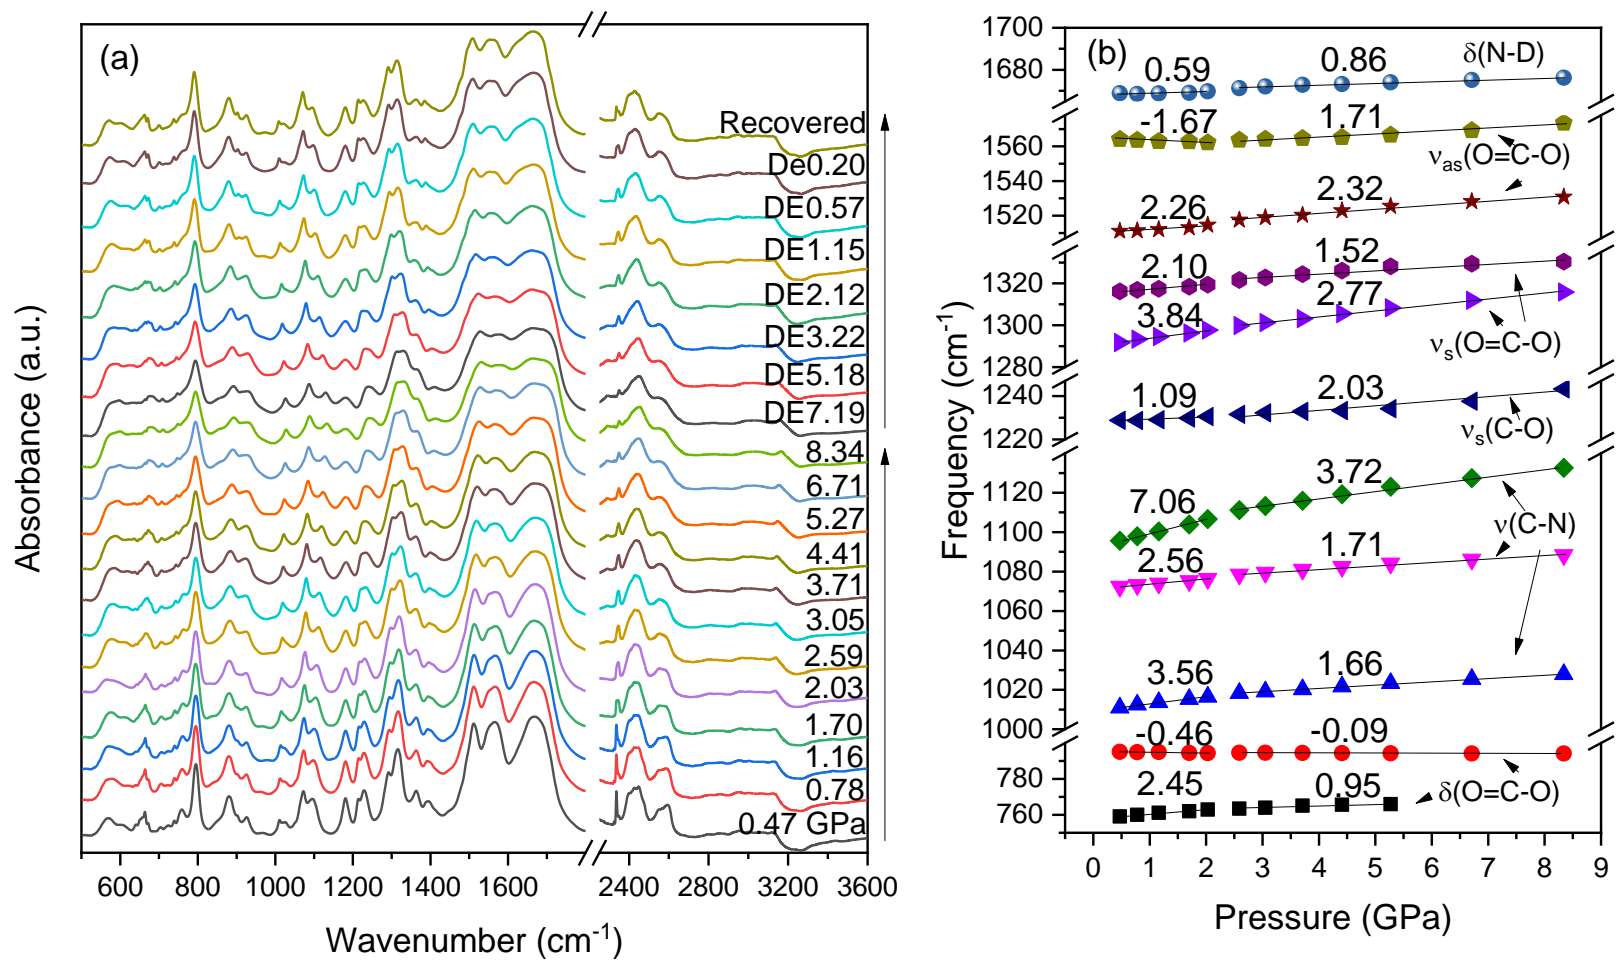 (a)
Recovered
De0.20
DE0.57
DE1.15
DE2.12
DE3.22
DE5.18
DE7.19
8.34
6.71
5.27
4.41
3.71
3.05
2.59
2.03
1.70
1.16
0.78
0.47 GPa
Absorbance (a.u.)
600 800 1000 1200 1400 1600 2400 2800 3200 3600
Wavenumber (cm⁻¹)
(b)
1700
1680
1560
1540
1520
1320
1300
1280
1240
1220
1120
1100
1080
1060
1040
1020
1000
780
760
Frequency (cm⁻¹)
0.59 0.86 δ(N-D)
-1.67 1.71
νas(O=C-O)
2.26 2.32
2.10 1.52
3.84 2.77
νs(O=C-O)
1.09 2.03
νs(C-O)
7.06 3.72
ν(C-N)
2.56 1.71
3.56 1.66
-0.46 -0.09
2.45 0.95 δ(O=C-O)
0 1 2 3 4 5 6 7 8 9
Pressure (GPa)